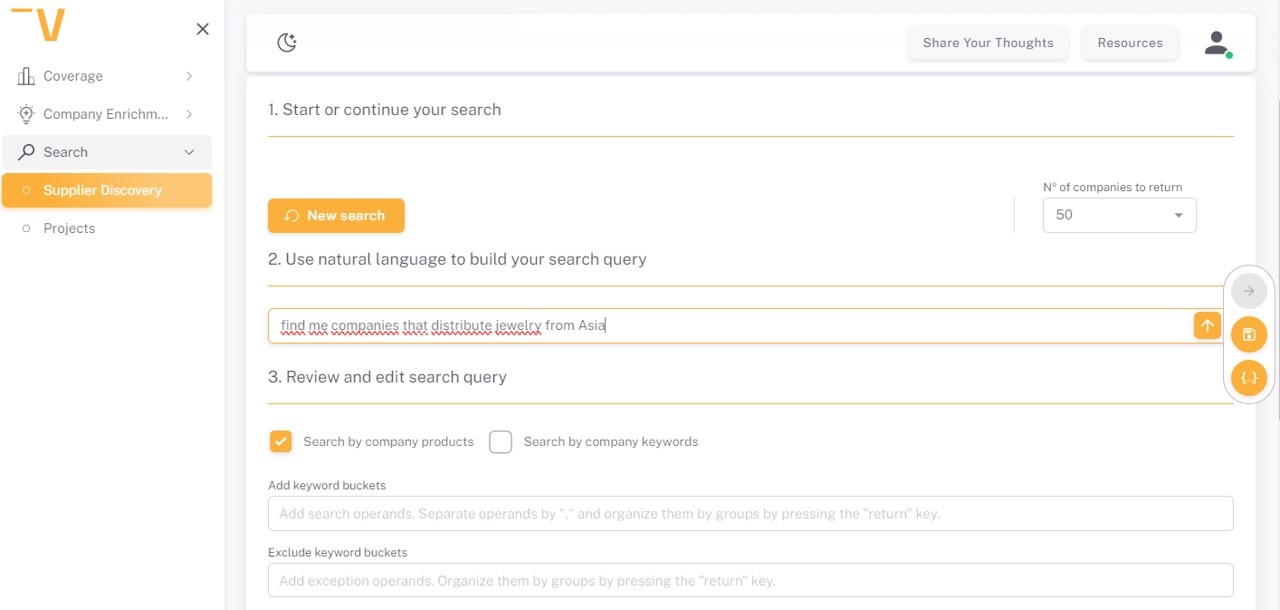 Coverage
Company Enrichm...
Search
Supplier Discovery
Projects
Share Your Thoughts
Resources
1. Start or continue your search
New search
Nº of companies to return
50
2. Use natural language to build your search query
find me companies that distribute jewelry from Asia
3. Review and edit search query
Search by company products
Search by company keywords
Add keyword buckets
Add search operands. Separate operands by "," and organize them by groups by pressing the "return" key.
Exclude keyword buckets
Add exception operands. Organize them by groups by pressing the "return" key.